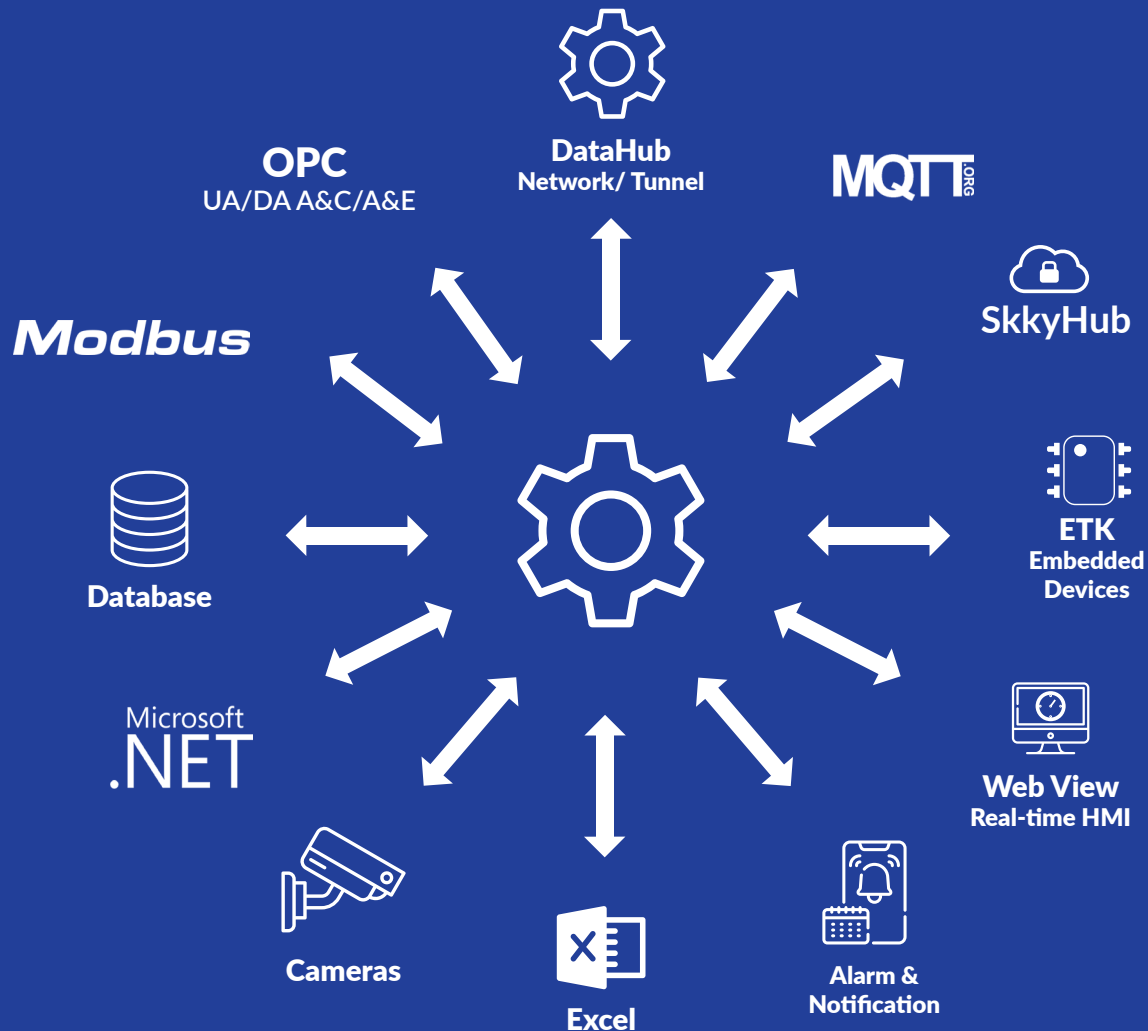 DataHub
Network/ Tunnel
OPC
UA/DA A&C/A&E
MQTT.ORG
SkkyHub
Modbus
ETK
Embedded
Devices
Database
Microsoft
.NET
Web View
Real-time HMI
Cameras
Excel
Alarm &
Notification